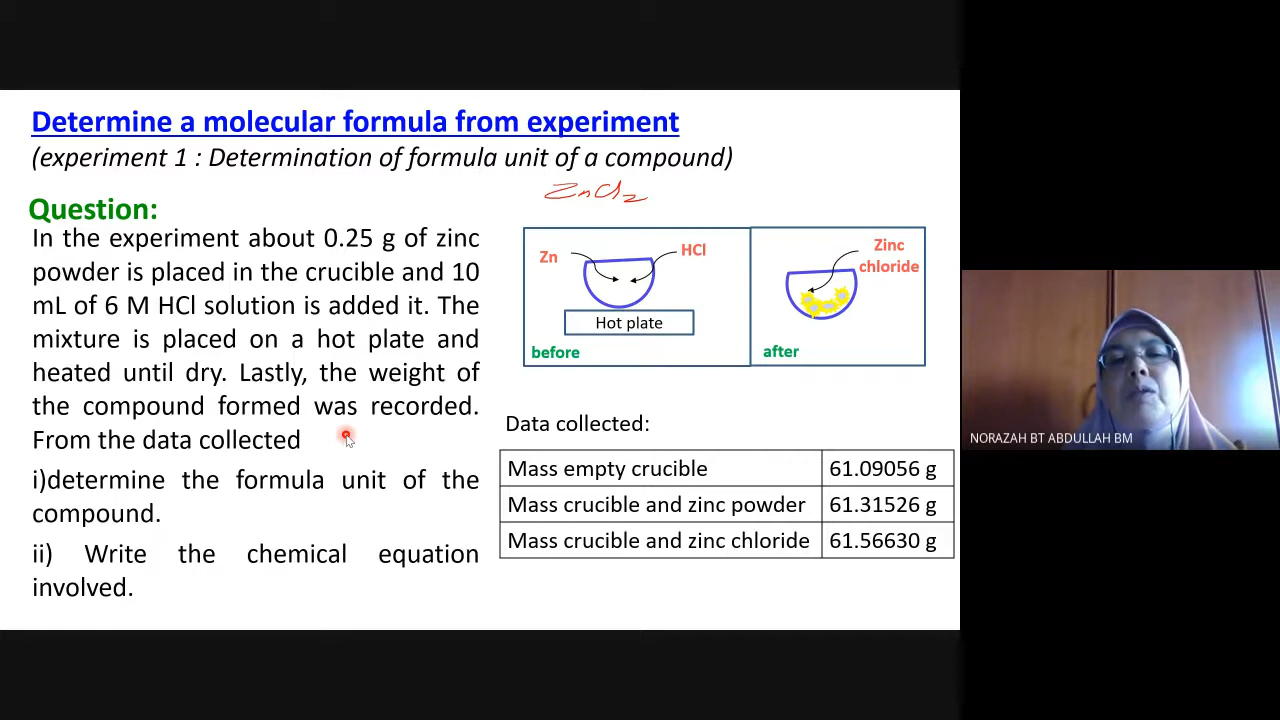 Determine a molecular formula from experiment
(experiment 1 : Determination of formula unit of a compound)
ZnCl2
Question:
In the experiment about 0.25 g of zinc
powder is placed in the crucible and 10
mL of 6 M HCl solution is added it. The
mixture is placed on a hot plate and
heated until dry. Lastly, the weight of
the compound formed was recorded.
From the data collected
i)determine the formula unit of the
compound.
ii) Write the chemical equation
involved.
Zn
HCl
Hot plate
before
Zinc
chloride
after
Data collected:
Mass empty crucible 61.09056 g
Mass crucible and zinc powder 61.31526 g
Mass crucible and zinc chloride 61.56630 g
NORAZAH BT ABDULLAH BM